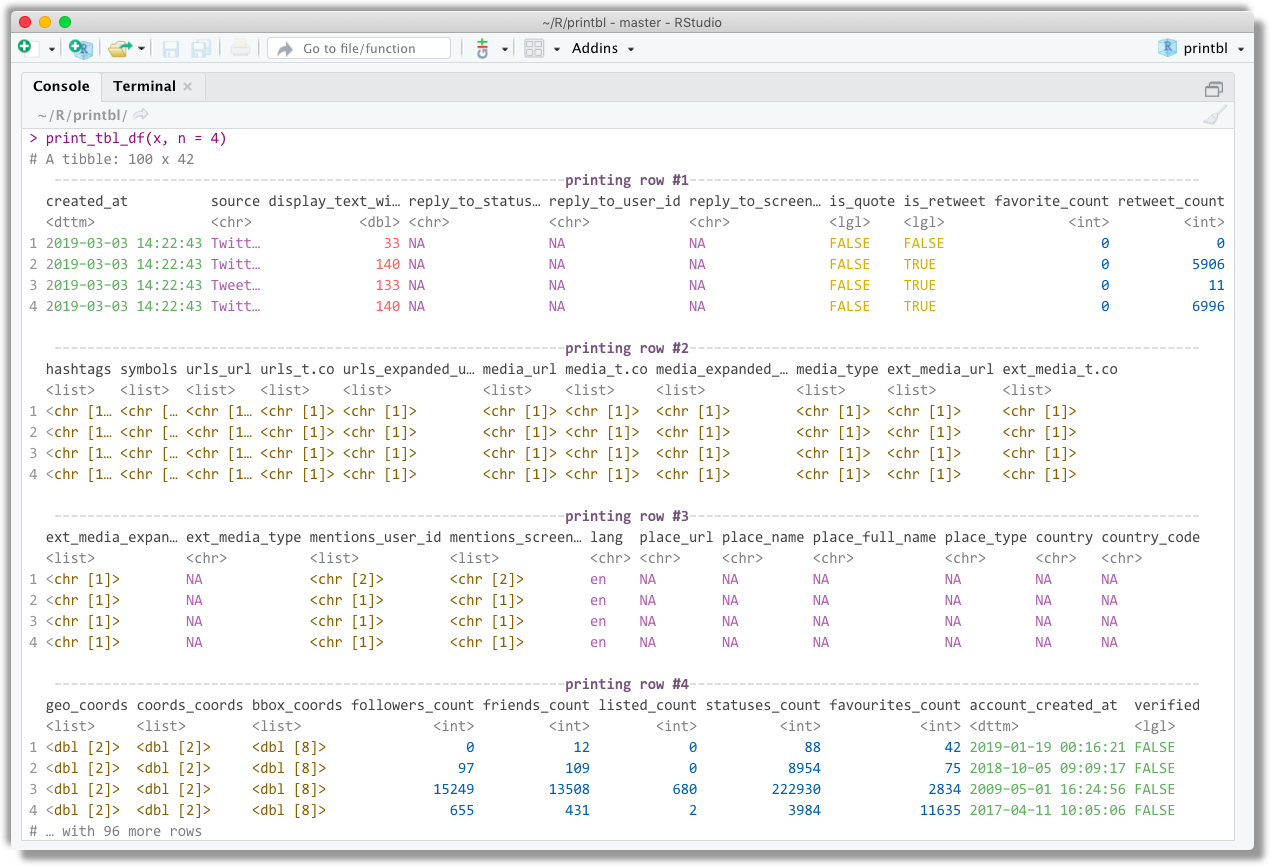 ~/R/printbl - master - RStudio
Go to file/function Addins printbl
Console Terminal
~/R/printbl/
> print_tbl_df(x, n = 4)
# A tibble: 100 x 42
--------------------------------------------------------------printing row #1--------------------------------------------------------------
created_at source display_text_wi… reply_to_status… reply_to_user_id reply_to_screen… is_quote is_retweet favorite_count retweet_count
<dttm> <chr> <dbl> <chr> <chr> <chr> <lgl> <lgl> <int> <int>
1 2019-03-03 14:22:43 Twitt… 33 NA NA NA FALSE FALSE 0 0
2 2019-03-03 14:22:43 Twitt… 140 NA NA NA FALSE TRUE 0 5906
3 2019-03-03 14:22:43 Tweet… 133 NA NA NA FALSE TRUE 0 11
4 2019-03-03 14:22:43 Twitt… 140 NA NA NA FALSE TRUE 0 6996
--------------------------------------------------------------printing row #2--------------------------------------------------------------
hashtags symbols urls_url urls_t.co urls_expanded_u… media_url media_t.co media_expanded_… media_type ext_media_url ext_media_t.co
<list> <list> <list> <list> <list> <list> <list> <list> <list> <list> <list>
1 <chr [1… <chr [… <chr [1… <chr [1]> <chr [1]> <chr [1]> <chr [1]> <chr [1]> <chr [1]> <chr [1]> <chr [1]>
2 <chr [1… <chr [… <chr [1… <chr [1]> <chr [1]> <chr [1]> <chr [1]> <chr [1]> <chr [1]> <chr [1]> <chr [1]>
3 <chr [1… <chr [… <chr [1… <chr [1]> <chr [1]> <chr [1]> <chr [1]> <chr [1]> <chr [1]> <chr [1]> <chr [1]>
4 <chr [1… <chr [… <chr [1… <chr [1]> <chr [1]> <chr [1]> <chr [1]> <chr [1]> <chr [1]> <chr [1]> <chr [1]>
--------------------------------------------------------------printing row #3--------------------------------------------------------------
ext_media_expan… ext_media_type mentions_user_id mentions_screen… lang place_url place_name place_full_name place_type country country_code
<list> <chr> <list> <list> <chr> <chr> <chr> <chr> <chr> <chr> <chr>
1 <chr [1]> NA <chr [2]> <chr [2]> en NA NA NA NA NA NA
2 <chr [1]> NA <chr [1]> <chr [1]> en NA NA NA NA NA NA
3 <chr [1]> NA <chr [1]> <chr [1]> en NA NA NA NA NA NA
4 <chr [1]> NA <chr [1]> <chr [1]> en NA NA NA NA NA NA
--------------------------------------------------------------printing row #4--------------------------------------------------------------
geo_coords coords_coords bbox_coords followers_count friends_count listed_count statuses_count favourites_count account_created_at verified
<list> <list> <list> <int> <int> <int> <int> <int> <dttm> <lgl>
1 <dbl [2]> <dbl [2]> <dbl [8]> 0 12 0 88 42 2019-01-19 00:16:21 FALSE
2 <dbl [2]> <dbl [2]> <dbl [8]> 97 109 0 8954 75 2018-10-05 09:09:17 FALSE
3 <dbl [2]> <dbl [2]> <dbl [8]> 15249 13508 680 222930 2834 2009-05-01 16:24:56 FALSE
4 <dbl [2]> <dbl [2]> <dbl [8]> 655 431 2 3984 11635 2017-04-11 10:05:06 FALSE
# … with 96 more rows